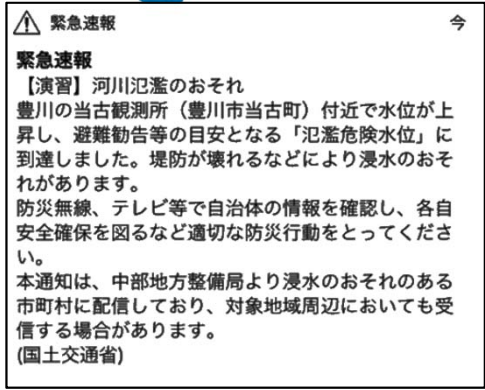 緊急速報 今
緊急速報
【演習】河川氾濫のおそれ
豊川の当古観測所（豊川市当古町）付近で水位が上
昇し、避難勧告等の目安となる「氾濫危険水位」に
到達しました。堤防が壊れるなどにより浸水のおそ
れがあります。
防災無線、テレビ等で自治体の情報を確認し、各自
安全確保を図るなど適切な防災行動をとってくださ
い。
本通知は、中部地方整備局より浸水のおそれのある
市町村に配信しており、対象地域周辺においても受
信する場合があります。
(国土交通省)